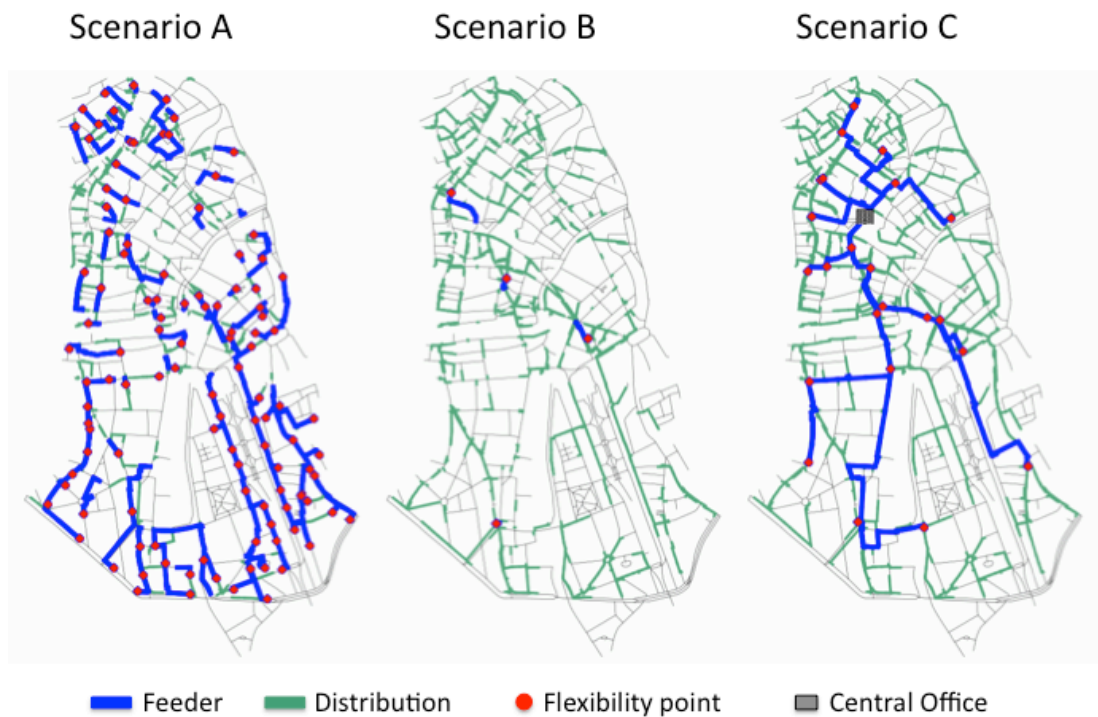 Scenario A
Scenario B
Scenario C
Feeder
Distribution
Flexibility point
Central Office